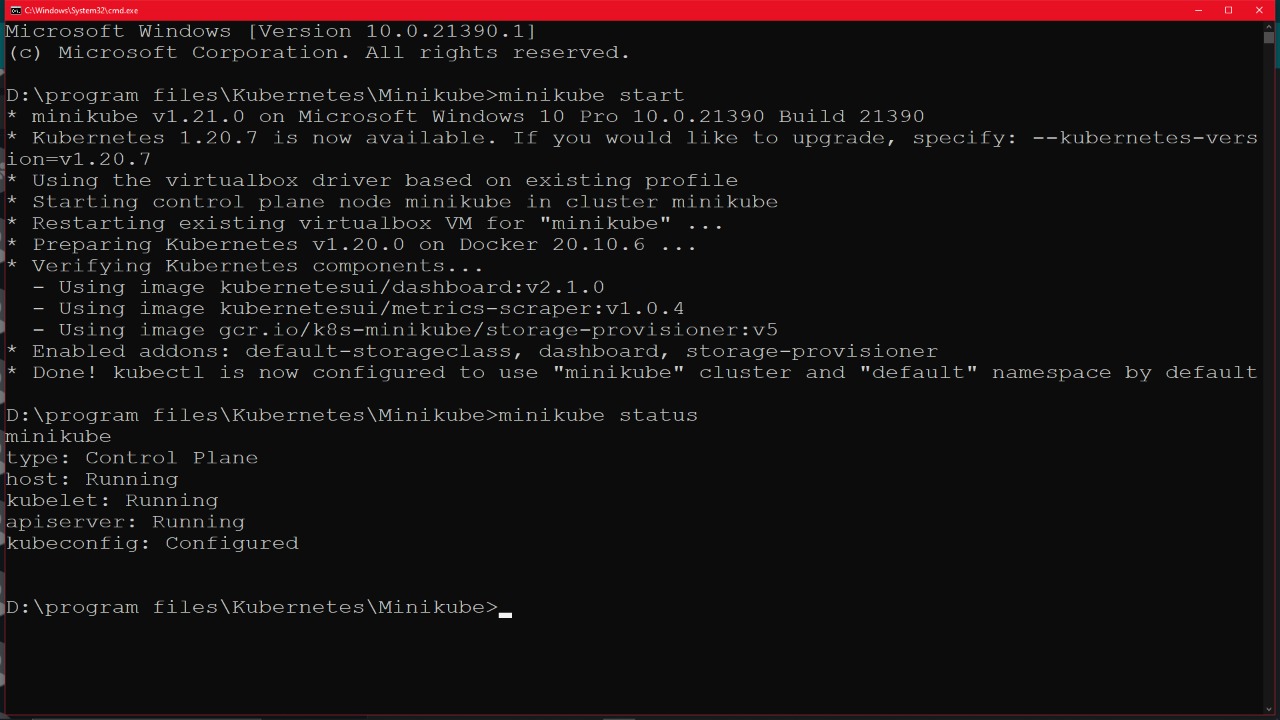 C:\Windows\System32\cmd.exe
Microsoft Windows [Version 10.0.21390.1]
(c) Microsoft Corporation. All rights reserved.
D:\program files\Kubernetes\Minikube>minikube start
* minikube v1.21.0 on Microsoft Windows 10 Pro 10.0.21390 Build 21390
* Kubernetes 1.20.7 is now available. If you would like to upgrade, specify: --kubernetes-vers
ion=v1.20.7
* Using the virtualbox driver based on existing profile
* Starting control plane node minikube in cluster minikube
* Restarting existing virtualbox VM for "minikube" ...
* Preparing Kubernetes v1.20.0 on Docker 20.10.6 ...
* Verifying Kubernetes components...
  - Using image kubernetesui/dashboard:v2.1.0
  - Using image kubernetesui/metrics-scraper:v1.0.4
  - Using image gcr.io/k8s-minikube/storage-provisioner:v5
* Enabled addons: default-storageclass, dashboard, storage-provisioner
* Done! kubectl is now configured to use "minikube" cluster and "default" namespace by default
D:\program files\Kubernetes\Minikube>minikube status
minikube
type: Control Plane
host: Running
kubelet: Running
apiserver: Running
kubeconfig: Configured
D:\program files\Kubernetes\Minikube>